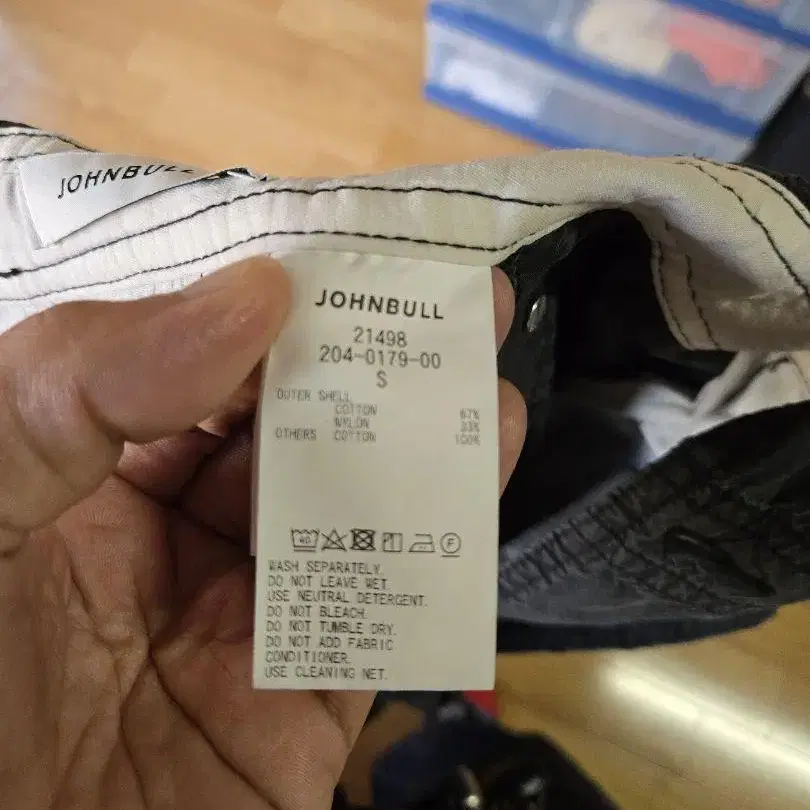 JOHNBULL
JOHNBULL
21498
204-0179-00
S
OUTER SHELL
COTTON 67%
NYLON 33%
OTHERS COTTON 100%
40 F
WASH SEPARATELY.
DO NOT LEAVE WET.
USE NEUTRAL DETERGENT.
DO NOT BLEACH.
DO NOT TUMBLE DRY.
DO NOT ADD FABRIC
CONDITIONER.
USE CLEANING NET.